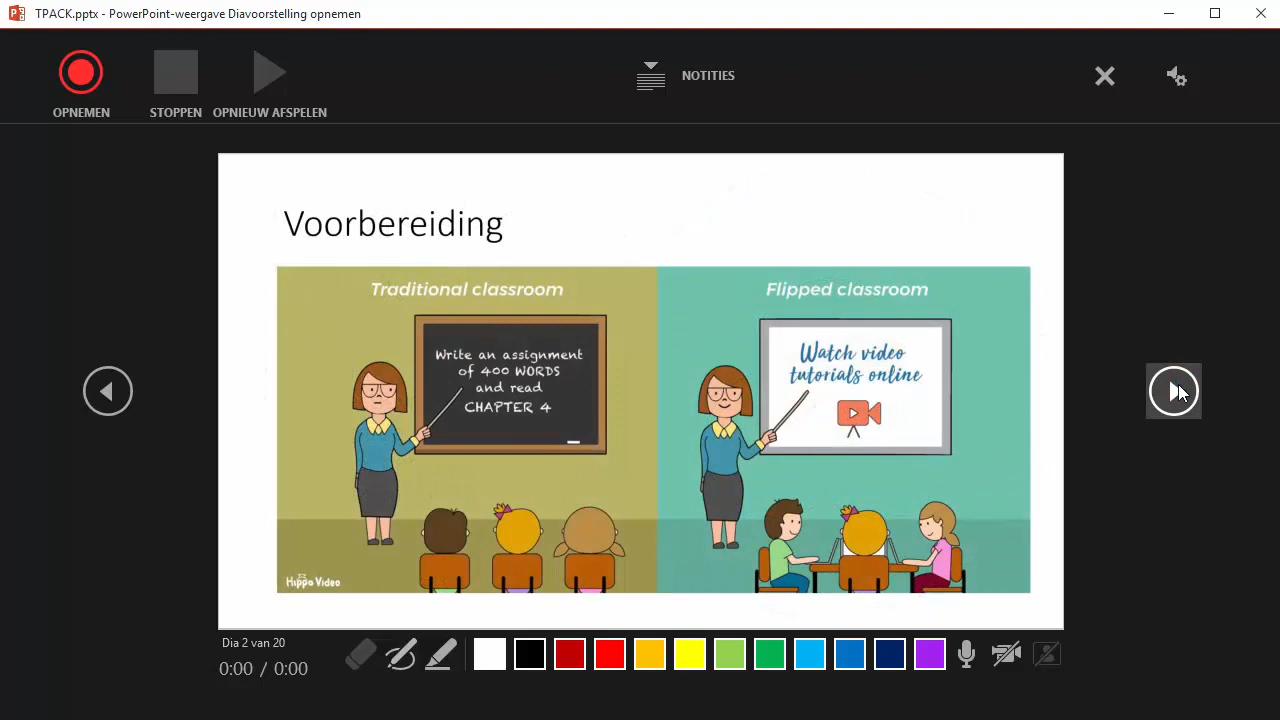 TPACK.pptx - PowerPoint-weergave Diavoorstelling opnemen
OPNEMEN
STOPPEN
OPNIEUW AFSPELEN
NOTITIES
Voorbereiding
Traditional classroom
Write an assignment
of 400 WORDS
and read
CHAPTER 4
Hippo Video
Flipped classroom
Watch video
tutorials online
Dia 2 van 20
0:00 / 0:00